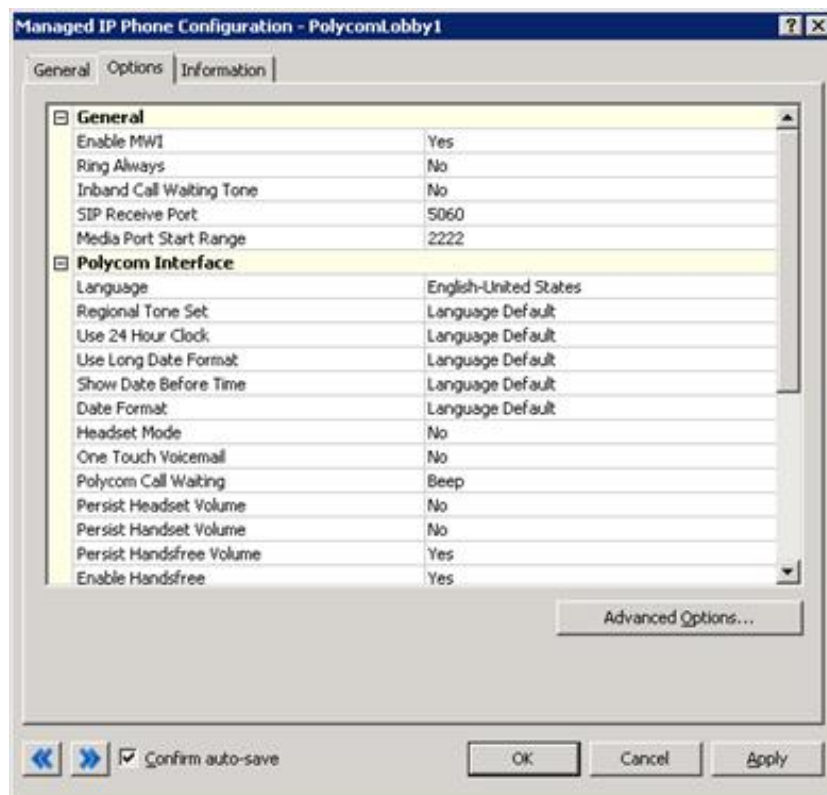 Managed IP Phone Configuration - PolycomLobby1
General Options Information
General
Enable MWI Yes
Ring Always No
Inband Call Waiting Tone No
SIP Receive Port 5060
Media Port Start Range 2222
Polycom Interface
Language English-United States
Regional Tone Set Language Default
Use 24 Hour Clock Language Default
Use Long Date Format Language Default
Show Date Before Time Language Default
Date Format Language Default
Headset Mode No
One Touch Voicemail No
Polycom Call Waiting Beep
Persist Headset Volume No
Persist Handset Volume No
Persist Handsfree Volume Yes
Enable Handsfree Yes
Advanced Options...
Confirm auto-save OK Cancel Apply